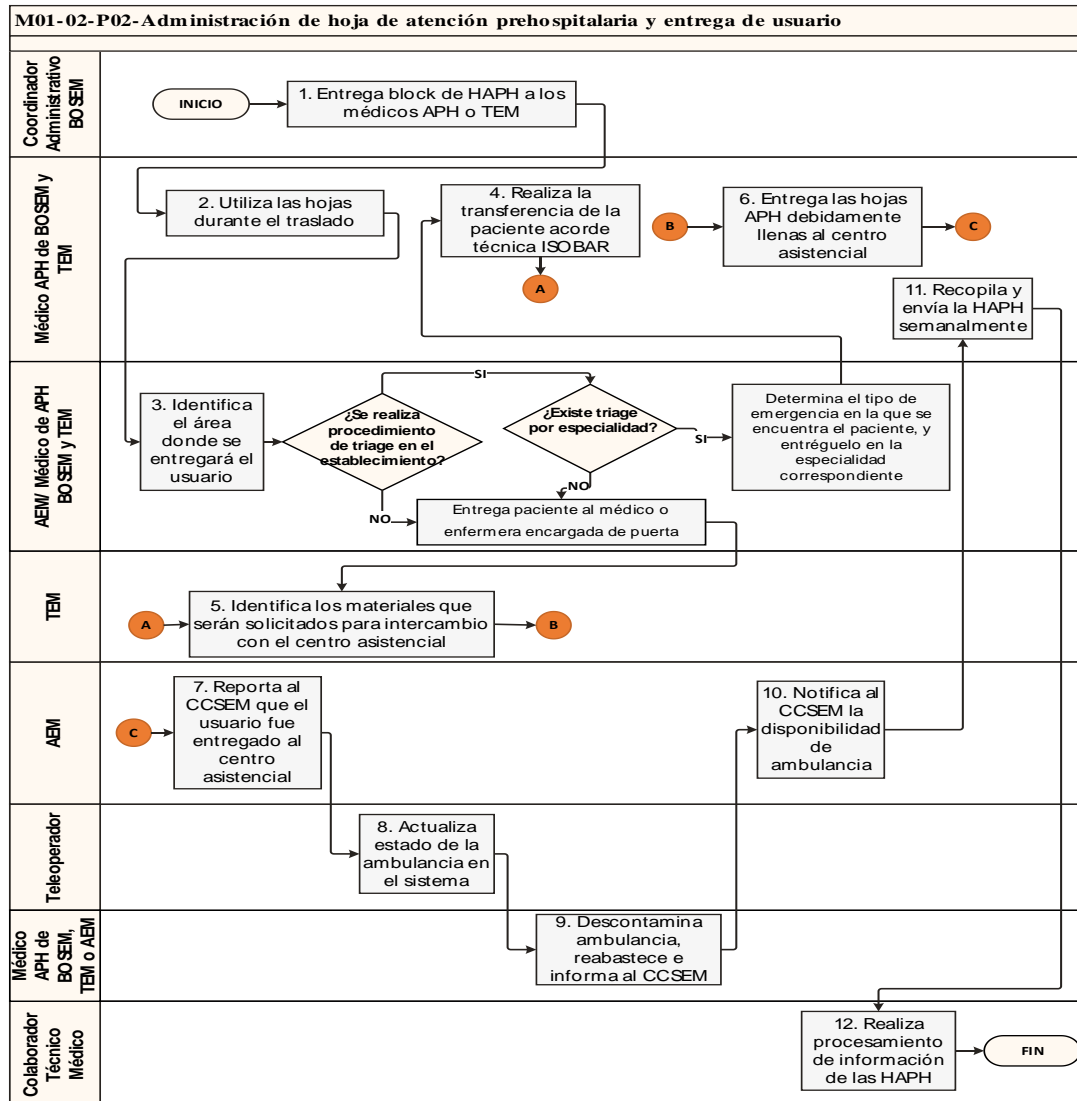 M01-02-P02-Administración de hoja de atención prehospitalaria y entrega de usuario
Coordinador
Administrativo
BOSEM
INICIO
1. Entrega block de HAPH a los
médicos APH o TEM
Médico APH de BOSEM y
TEM
2. Utiliza las hojas
durante el traslado
4. Realiza la
transferencia de la
paciente acorde
técnica ISOBAR
A
B
6. Entrega las hojas
APH debidamente
llenas al centro
asistencial
C
11. Recopila y
envía la HAPH
semanalmente
AEM/ Médico de APH
BOSEM y TEM
3. Identifica
el área
donde se
entregará el
usuario
¿Se realiza
procedimiento
de triage en el
establecimiento?
SI
NO
¿Existe triage
por especialidad?
SI
NO
Determina el tipo de
emergencia en la que se
encuentra el paciente, y
entréguelo en la
especialidad
correspondiente
Entrega paciente al médico o
enfermera encargada de puerta
TEM
A
5. Identifica los materiales que
serán solicitados para intercambio
con el centro asistencial
B
AEM
C
7. Reporta al
CCSEM que el
usuario fue
entregado al
centro
asistencial
10. Notifica al
CCSEM la
disponibilidad
de
ambulancia
Teleoperador
8. Actualiza
estado de la
ambulancia en
el sistema
Médico
APH de
BOSEM,
TEM o AEM
9. Descontamina
ambulancia,
reabastece e
informa al CCSEM
Colaborador
Técnico
Médico
12. Realiza
procesamiento
de información
de las HAPH
FIN